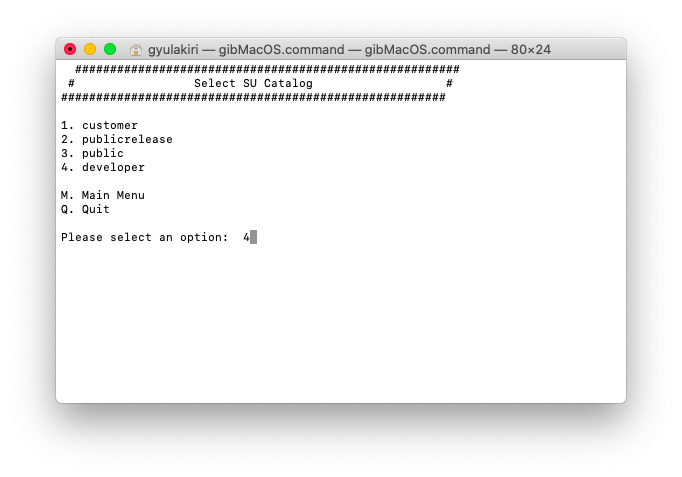 gyulakiri — gibMacOS.command — gibMacOS.command — 80×24
#######################################################
# Select SU Catalog #
#######################################################
1. customer
2. publicrelease
3. public
4. developer
M. Main Menu
Q. Quit
Please select an option: 4